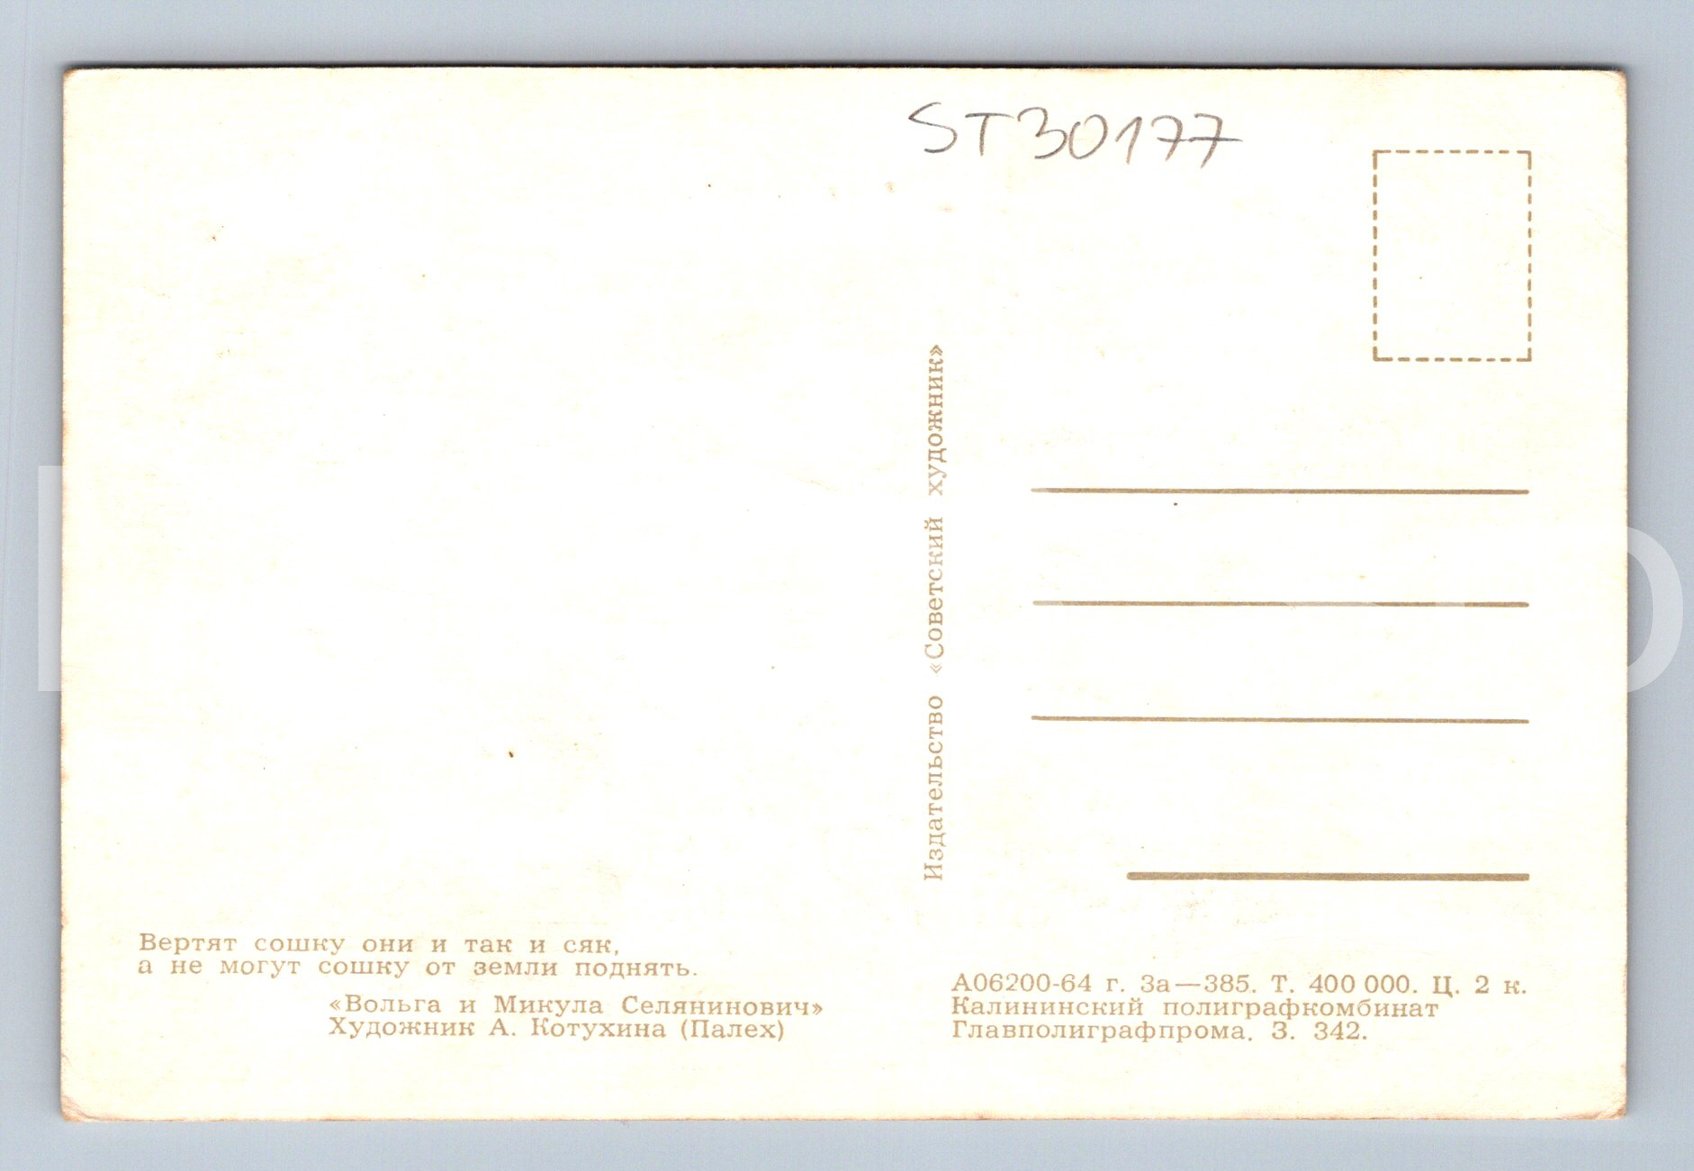 ST30177
Издательство «Советский художник»
Вертят сошку они и так и сяк,
а не могут сошку от земли поднять.
«Вольга и Микула Селянинович»
Художник А. Котухина (Палех)
А06200-64 г. За—385. Т. 400 000. Ц. 2 к.
Калининский полиграфкомбинат
Главполиграфпрома. З. 342.